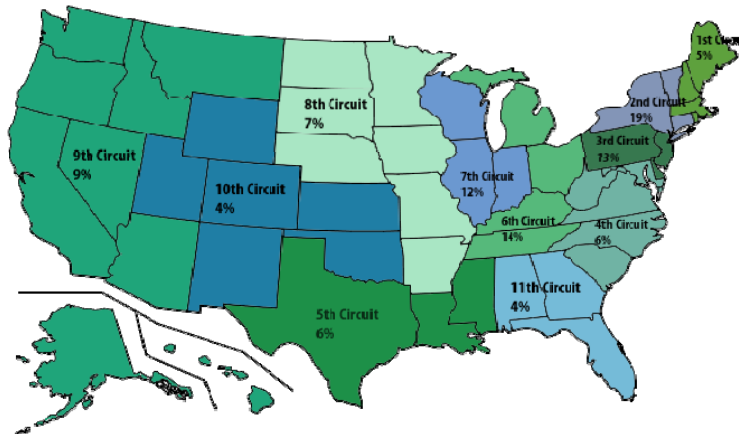 1st Circuit
5%
2nd Circuit
19%
3rd Circuit
13%
8th Circuit
7%
9th Circuit
9%
7th Circuit
12%
10th Circuit
4%
6th Circuit
14%
4th Circuit
6%
11th Circuit
4%
5th Circuit
6%